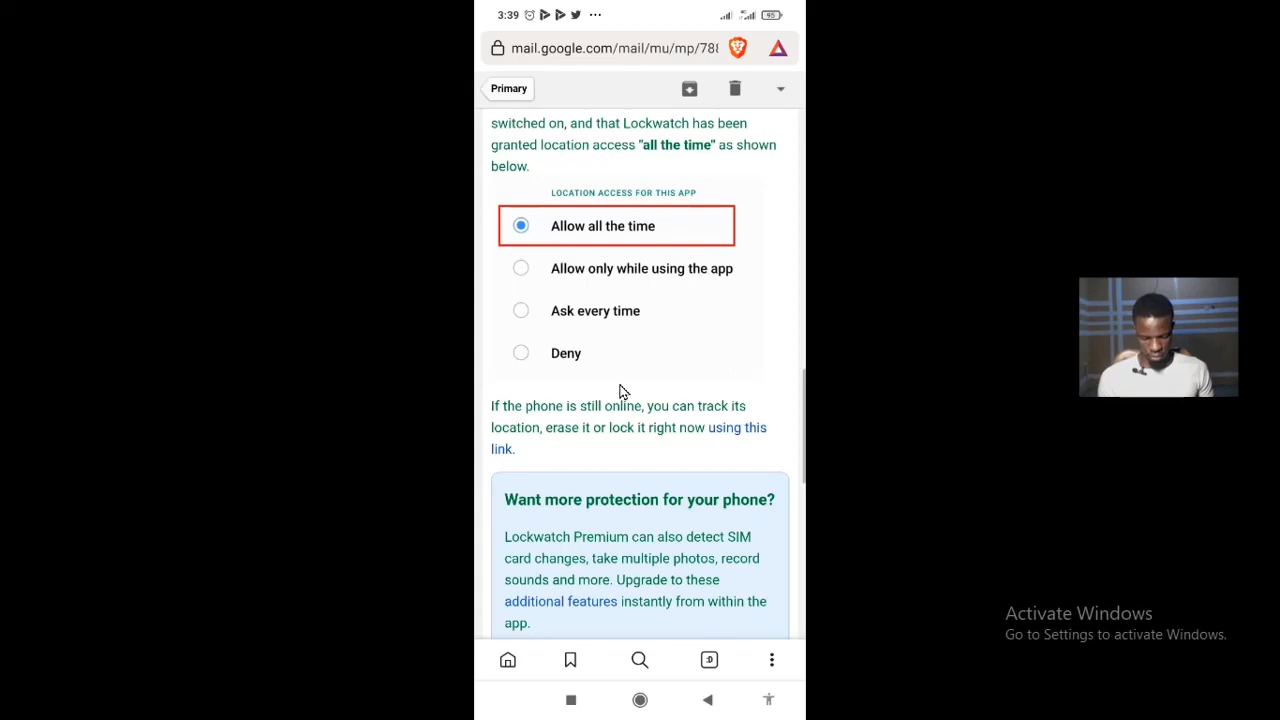 3:39
95
mail.google.com/mail/mu/mp/788
Primary
switched on, and that Lockwatch has been
granted location access "all the time" as shown
below.
LOCATION ACCESS FOR THIS APP
Allow all the time
Allow only while using the app
Ask every time
Deny
If the phone is still online, you can track its
location, erase it or lock it right now using this
link.
Want more protection for your phone?
Lockwatch Premium can also detect SIM
card changes, take multiple photos, record
sounds and more. Upgrade to these
additional features instantly from within the
app.
:D
Activate Windows
Go to Settings to activate Windows.